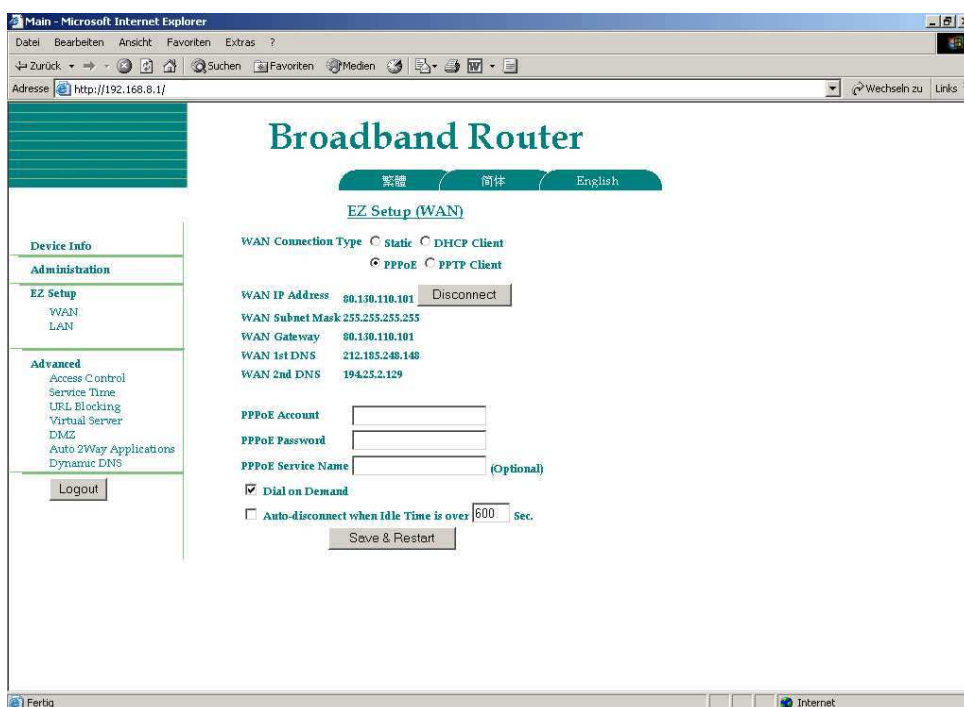 Main - Microsoft Internet Explorer
Datei Bearbeiten Ansicht Favoriten Extras ?
Zurück Suchen Favoriten Medien
Adresse http://192.168.8.1/ Wechseln zu Links
Broadband Router
繁體 简体 English
EZ Setup (WAN)
Device Info
Administration
EZ Setup
WAN
LAN
Advanced
Access Control
Service Time
URL Blocking
Virtual Server
DMZ
Auto 2Way Applications
Dynamic DNS
Logout
WAN Connection Type Static DHCP Client
PPPoE PPTP Client
WAN IP Address 80.130.110.101 Disconnect
WAN Subnet Mask 255.255.255.255
WAN Gateway 80.130.110.101
WAN 1st DNS 212.185.248.148
WAN 2nd DNS 194.25.2.129
PPPoE Account
PPPoE Password
PPPoE Service Name (Optional)
Dial on Demand
Auto-disconnect when Idle Time is over 600 Sec.
Save & Restart
Fertig Internet